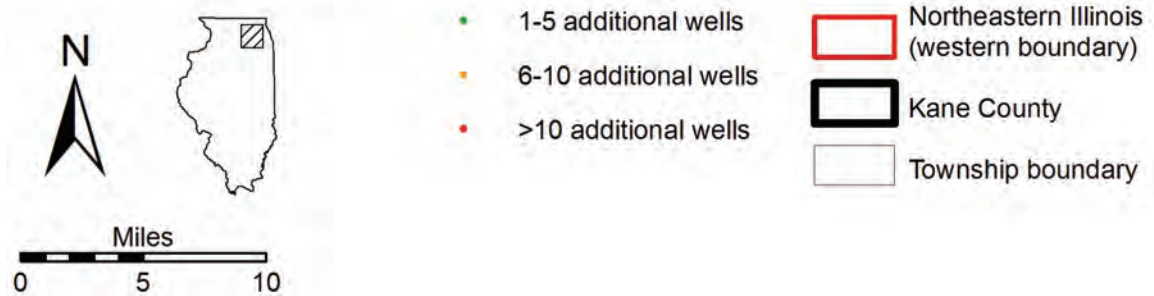 N
Miles
0 5 10
1-5 additional wells
6-10 additional wells
>10 additional wells
Northeastern Illinois
(western boundary)
Kane County
Township boundary